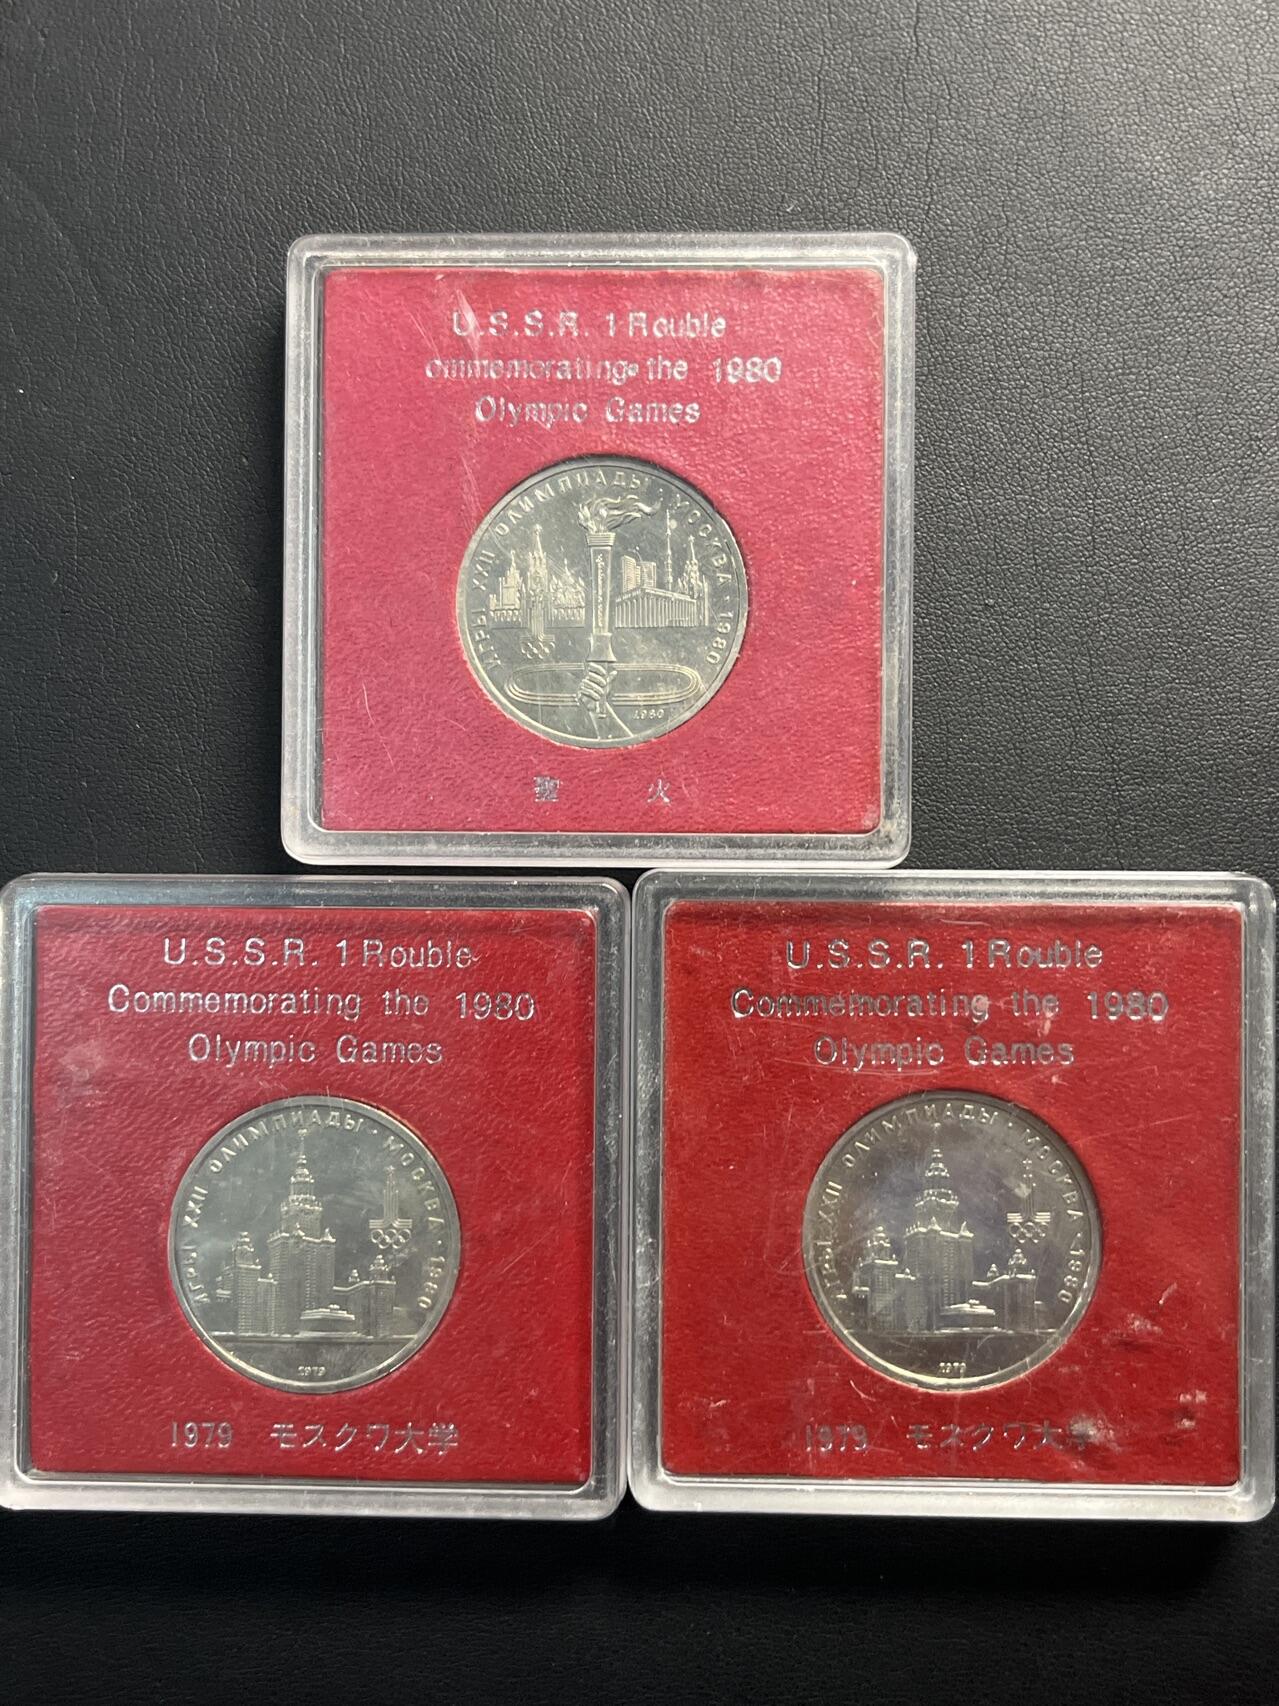 U.S.S.R. 1 Rouble
ommemorating the 1980
Olympic Games
ИГРЫ XXII ОЛИМПИАДЫ · МОСКВА · 1980
1980
聖 火
U.S.S.R. 1 Rouble
Commemorating the 1980
Olympic Games
ИГРЫ XXII ОЛИМПИАДЫ · МОСКВА · 1980
1979
1979 モスクワ大学
U.S.S.R. 1 Rouble
Commemorating the 1980
Olympic Games
ИГРЫ XXII ОЛИМПИАДЫ · МОСКВА · 1980
1979
1979 モスクワ大学